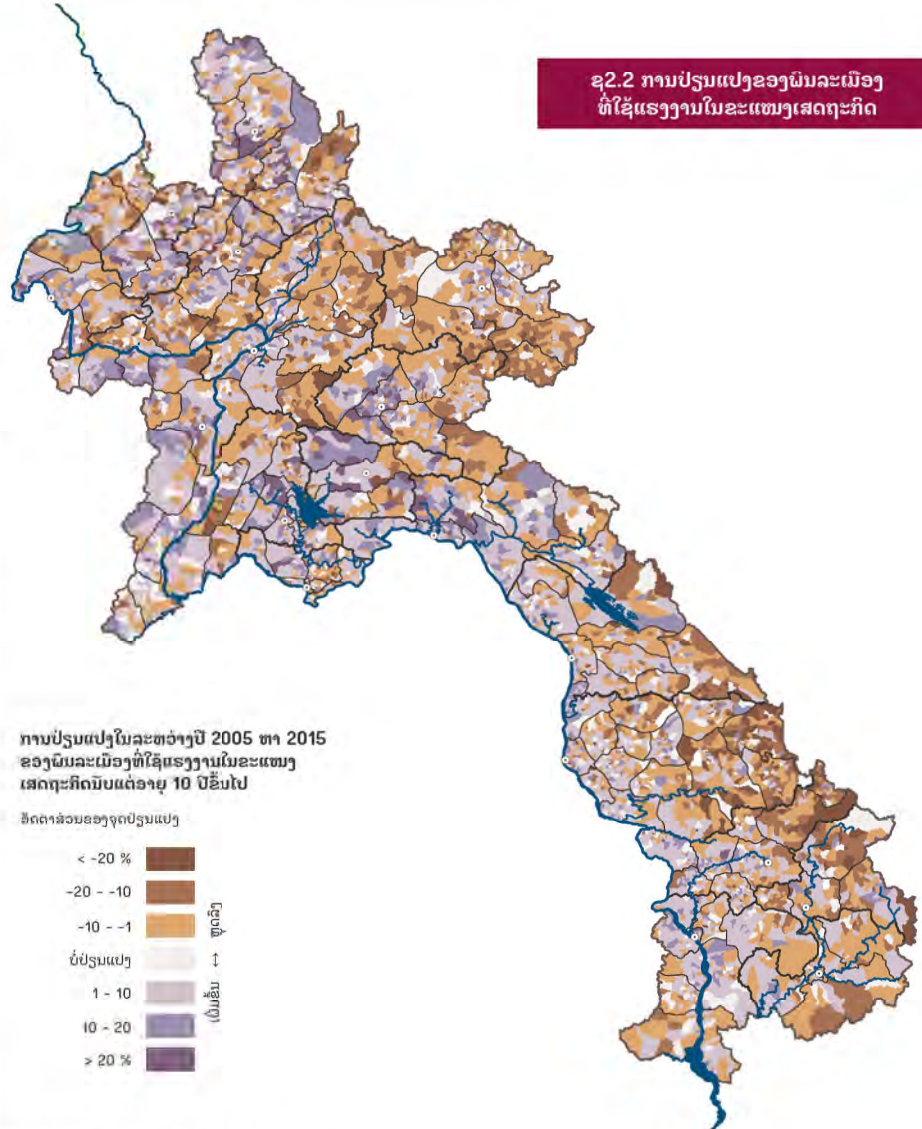 ຊ2.2 ການປ່ຽນແປງຂອງພົນລະເມືອງ
ທີ່ໃຊ້ແຮງງານໃນຂະແໜງເສດຖະກິດ
ການປ່ຽນແປງໃນລະຫວ່າງປີ 2005 ຫາ 2015
ຂອງພົນລະເມືອງທີ່ໃຊ້ແຮງງານໃນຂະແໜງ
ເສດຖະກິດນັບແຕ່ອາຍຸ 10 ປີຂຶ້ນໄປ
ອັດຕາສ່ວນຂອງຈຸດປ່ຽນແປງ
< -20 %
-20 - -10
-10 - -1
ບໍ່ປ່ຽນແປງ
1 - 10
10 - 20
> 20 %
ຫຼຸດລົງ
↔
ເພີ່ມຂຶ້ນ